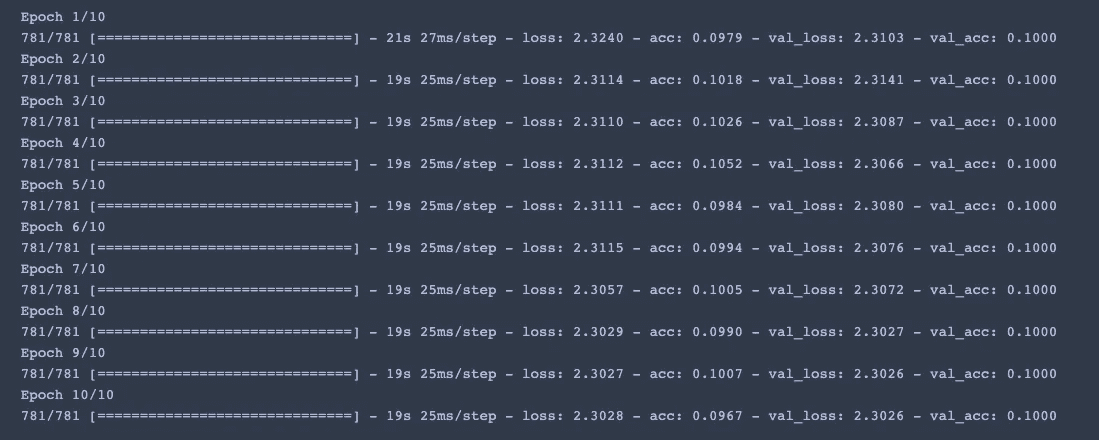 Epoch 1/10
781/781 [==============================] - 21s 27ms/step - loss: 2.3240 - acc: 0.0979 - val_loss: 2.3103 - val_acc: 0.1000
Epoch 2/10
781/781 [==============================] - 19s 25ms/step - loss: 2.3114 - acc: 0.1018 - val_loss: 2.3141 - val_acc: 0.1000
Epoch 3/10
781/781 [==============================] - 19s 25ms/step - loss: 2.3110 - acc: 0.1026 - val_loss: 2.3087 - val_acc: 0.1000
Epoch 4/10
781/781 [==============================] - 19s 25ms/step - loss: 2.3112 - acc: 0.1052 - val_loss: 2.3066 - val_acc: 0.1000
Epoch 5/10
781/781 [==============================] - 19s 25ms/step - loss: 2.3111 - acc: 0.0984 - val_loss: 2.3080 - val_acc: 0.1000
Epoch 6/10
781/781 [==============================] - 19s 25ms/step - loss: 2.3115 - acc: 0.0994 - val_loss: 2.3076 - val_acc: 0.1000
Epoch 7/10
781/781 [==============================] - 19s 25ms/step - loss: 2.3057 - acc: 0.1005 - val_loss: 2.3072 - val_acc: 0.1000
Epoch 8/10
781/781 [==============================] - 19s 25ms/step - loss: 2.3029 - acc: 0.0990 - val_loss: 2.3027 - val_acc: 0.1000
Epoch 9/10
781/781 [==============================] - 19s 25ms/step - loss: 2.3027 - acc: 0.1007 - val_loss: 2.3026 - val_acc: 0.1000
Epoch 10/10
781/781 [==============================] - 19s 25ms/step - loss: 2.3028 - acc: 0.0967 - val_loss: 2.3026 - val_acc: 0.1000